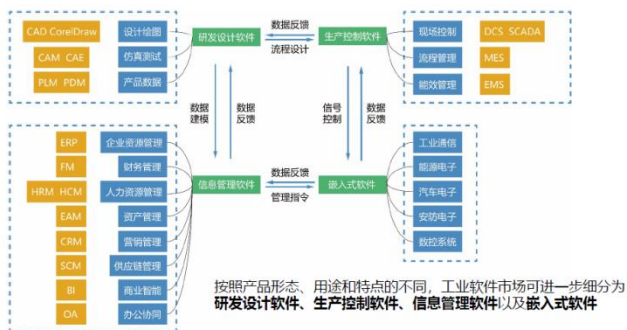 CAD CorelDraw
设计绘图
CAM CAE
仿真测试
PLM PDM
产品数据
研发设计软件
数据反馈
流程设计
生产控制软件
现场控制
DCS SCADA
流程管理
MES
能效管理
EMS
数据
建模
数据
反馈
信号
控制
数据
反馈
ERP
企业资源管理
FM
财务管理
HRM HCM
人力资源管理
EAM
资产管理
CRM
营销管理
SCM
供应链管理
BI
商业智能
OA
办公协同
信息管理软件
数据反馈
管理指令
嵌入式软件
工业通信
能源电子
汽车电子
安防电子
数控系统
按照产品形态、用途和特点的不同，工业软件市场可进一步细分为
研发设计软件、生产控制软件、信息管理软件以及嵌入式软件